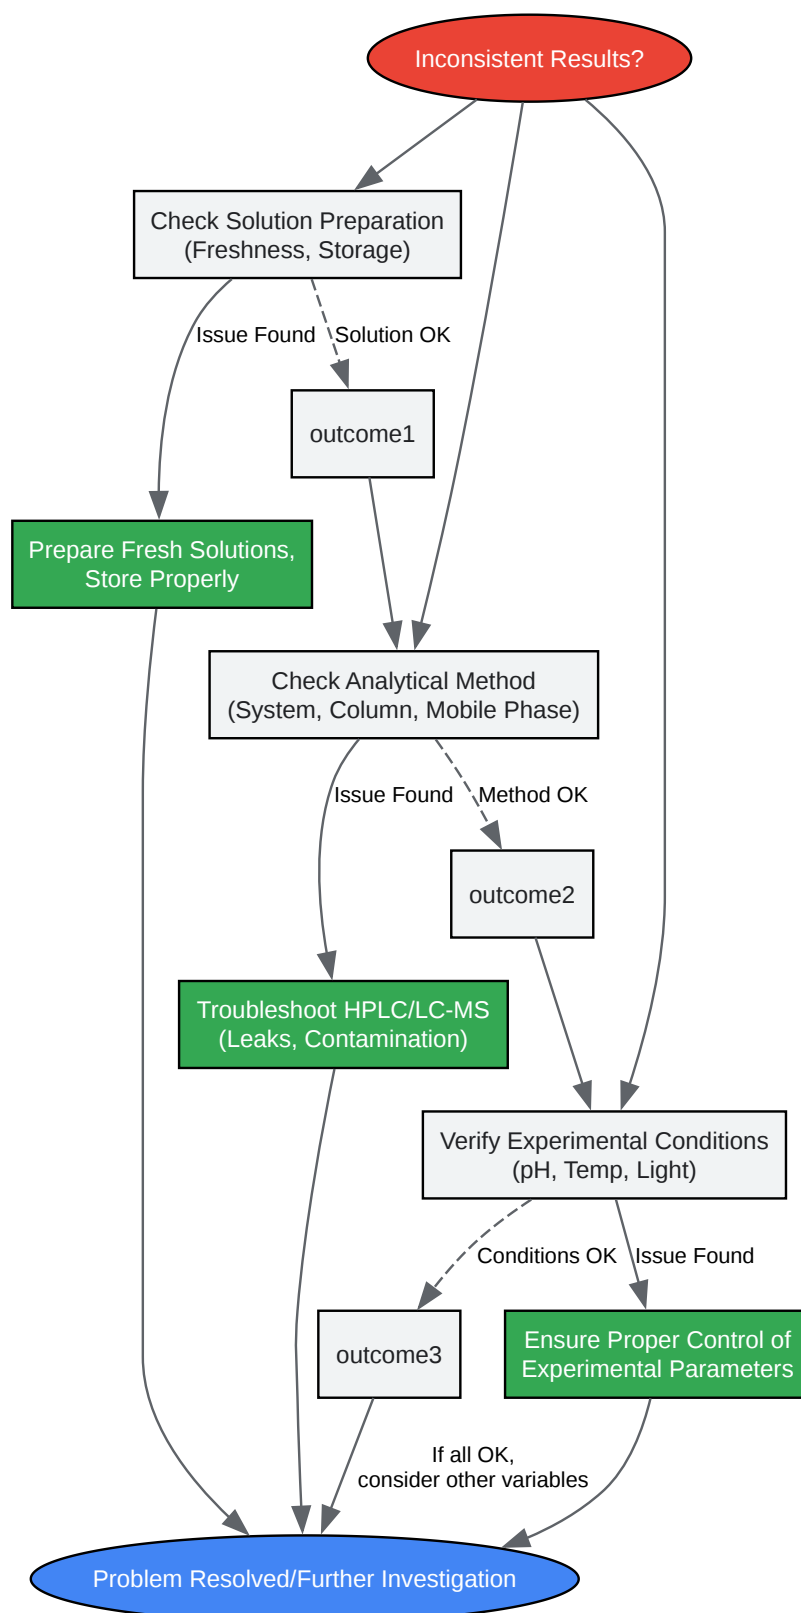 Inconsistent Results?
Check Solution Preparation
(Freshness, Storage)
Issue Found
Solution OK
outcome1
Prepare Fresh Solutions,
Store Properly
Check Analytical Method
(System, Column, Mobile Phase)
Issue Found
Method OK
outcome2
Troubleshoot HPLC/LC-MS
(Leaks, Contamination)
Verify Experimental Conditions
(pH, Temp, Light)
Conditions OK
Issue Found
outcome3
Ensure Proper Control of
Experimental Parameters
If all OK,
consider other variables
Problem Resolved/Further Investigation